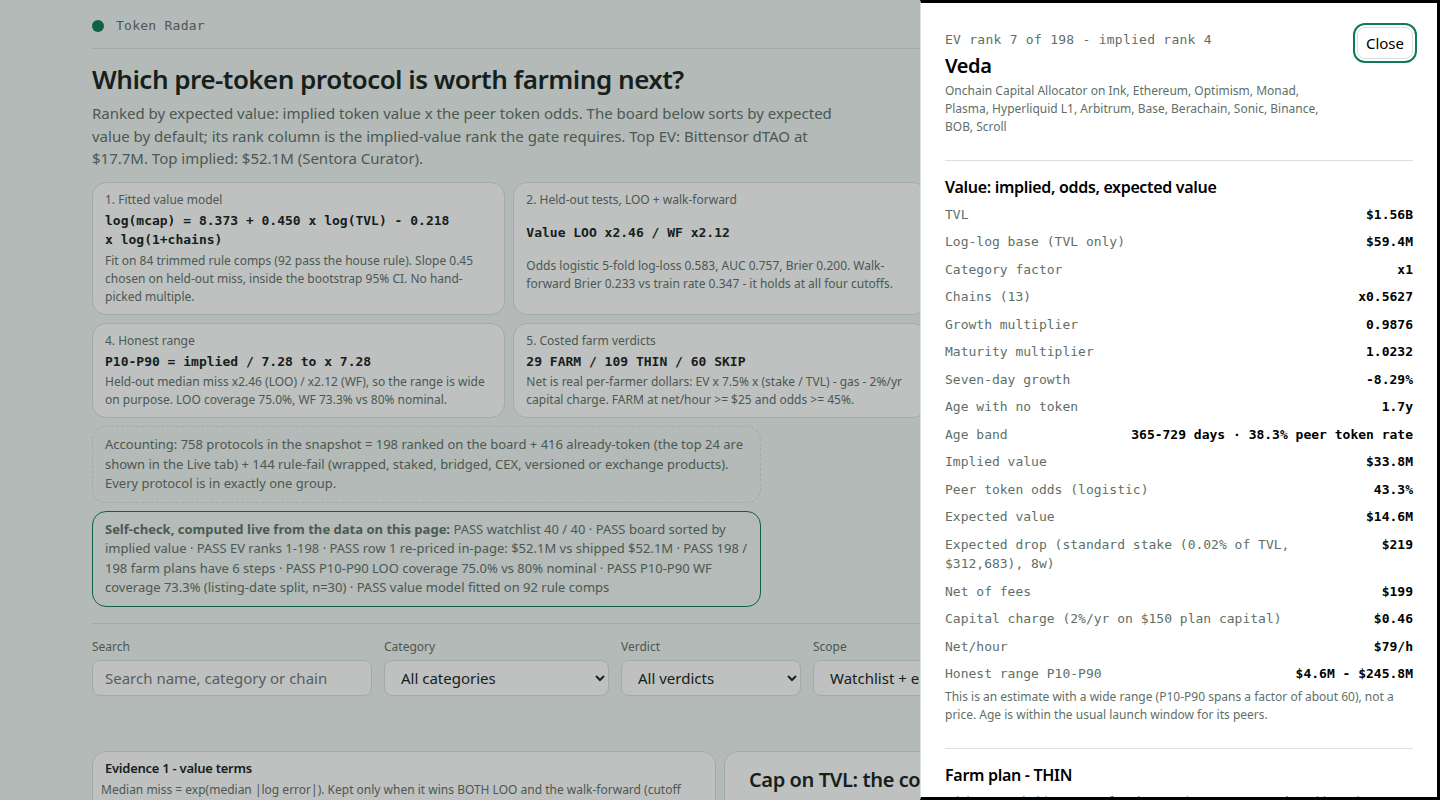 Token Radar
Which pre-token protocol is worth farming next?
Ranked by expected value: implied token value x the peer token odds. The board below sorts by expected
value by default; its rank column is the implied-value rank the gate requires. Top EV: Bittensor dTAO at
$17.7M. Top implied: $52.1M (Sentora Curator).
1. Fitted value model
log(mcap) = 8.373 + 0.450 x log(TVL) - 0.218
x log(1+chains)
Fit on 84 trimmed rule comps (92 pass the house rule). Slope 0.45
chosen on held-out miss, inside the bootstrap 95% CI. No hand-
picked multiple.
2. Held-out tests, LOO + walk-forward
Value LOO x2.46 / WF x2.12
Odds logistic 5-fold log-loss 0.583, AUC 0.757, Brier 0.200. Walk-
forward Brier 0.233 vs train rate 0.347 - it holds at all four cutoffs.
4. Honest range
P10-P90 = implied / 7.28 to x 7.28
Held-out median miss x2.46 (LOO) / x2.12 (WF), so the range is wide
on purpose. LOO coverage 75.0%, WF 73.3% vs 80% nominal.
5. Costed farm verdicts
29 FARM / 109 THIN / 60 SKIP
Net is real per-farmer dollars: EV x 7.5% x (stake / TVL) - gas - 2%/yr
capital charge. FARM at net/hour >= $25 and odds >= 45%.
Accounting: 758 protocols in the snapshot = 198 ranked on the board + 416 already-token (the top 24 are
shown in the Live tab) + 144 rule-fail (wrapped, staked, bridged, CEX, versioned or exchange products).
Every protocol is in exactly one group.
Self-check, computed live from the data on this page: PASS watchlist 40 / 40 · PASS board sorted by
implied value · PASS EV ranks 1-198 · PASS row 1 re-priced in-page: $52.1M vs shipped $52.1M · PASS 198 /
198 farm plans have 6 steps · PASS P10-P90 LOO coverage 75.0% vs 80% nominal · PASS P10-P90 WF
coverage 73.3% (listing-date split, n=30) · PASS value model fitted on 92 rule comps
Search
Category
Verdict
Scope
Search name, category or chain
All categories
All verdicts
Watchlist + e
Evidence 1 - value terms
Median miss = exp(median |log error|). Kept only when it wins BOTH LOO and the walk-forward (cutoff
Cap on TVL: the co
EV rank 7 of 198 - implied rank 4
Close
Veda
Onchain Capital Allocator on Ink, Ethereum, Optimism, Monad,
Plasma, Hyperliquid L1, Arbitrum, Base, Berachain, Sonic, Binance,
BOB, Scroll
Value: implied, odds, expected value
TVL $1.56B
Log-log base (TVL only) $59.4M
Category factor x1
Chains (13) x0.5627
Growth multiplier 0.9876
Maturity multiplier 1.0232
Seven-day growth -8.29%
Age with no token 1.7y
Age band 365-729 days · 38.3% peer token rate
Implied value $33.8M
Peer token odds (logistic) 43.3%
Expected value $14.6M
Expected drop (standard stake (0.02% of TVL, $219
$312,683), 8w)
Net of fees $199
Capital charge (2%/yr on $150 plan capital) $0.46
Net/hour $79/h
Honest range P10-P90 $4.6M - $245.8M
This is an estimate with a wide range (P10-P90 spans a factor of about 60), not a
price. Age is within the usual launch window for its peers.
Farm plan - THIN